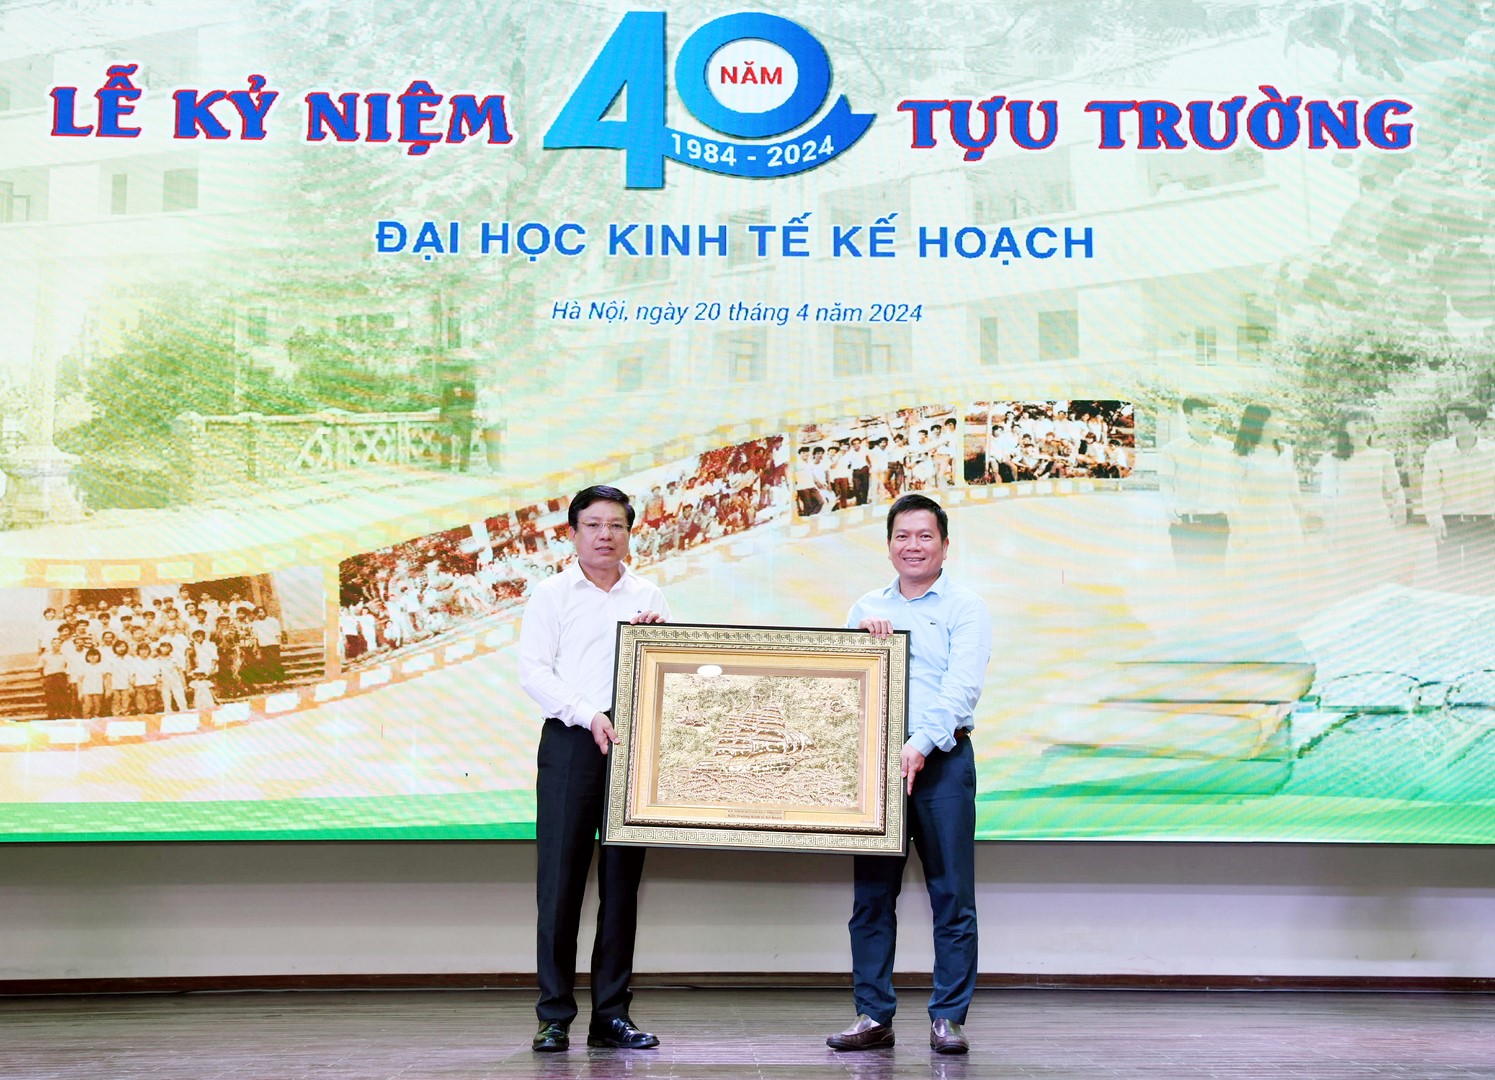 LỄ KỶ NIỆM 40 NĂM TỰU TRƯỜNG
1984 - 2024
ĐẠI HỌC KINH TẾ KẾ HOẠCH
Hà Nội, ngày 20 tháng 4 năm 2024